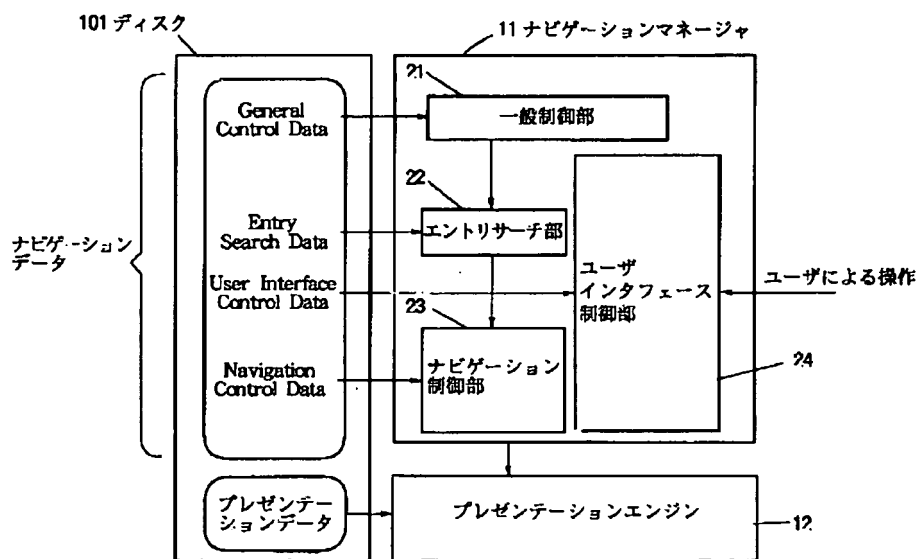 101 ディスク
11 ナビゲーションマネージャ
21
General
Control Data
一般制御部
22
Entry
Search Data
エントリサーチ部
ナビゲーション
データ
User Interface
Control Data
ユーザ
インタフェース
制御部
ユーザによる操作
23
24
Navigation
Control Data
ナビゲーション
制御部
プレゼンテー
ションデータ
プレゼンテーションエンジン
12